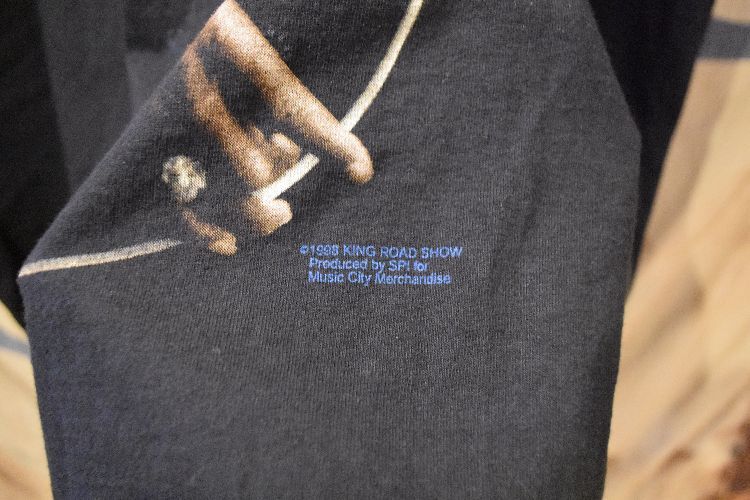 ©1998 KING ROAD SHOW
Produced by SPI for
Music City Merchandise